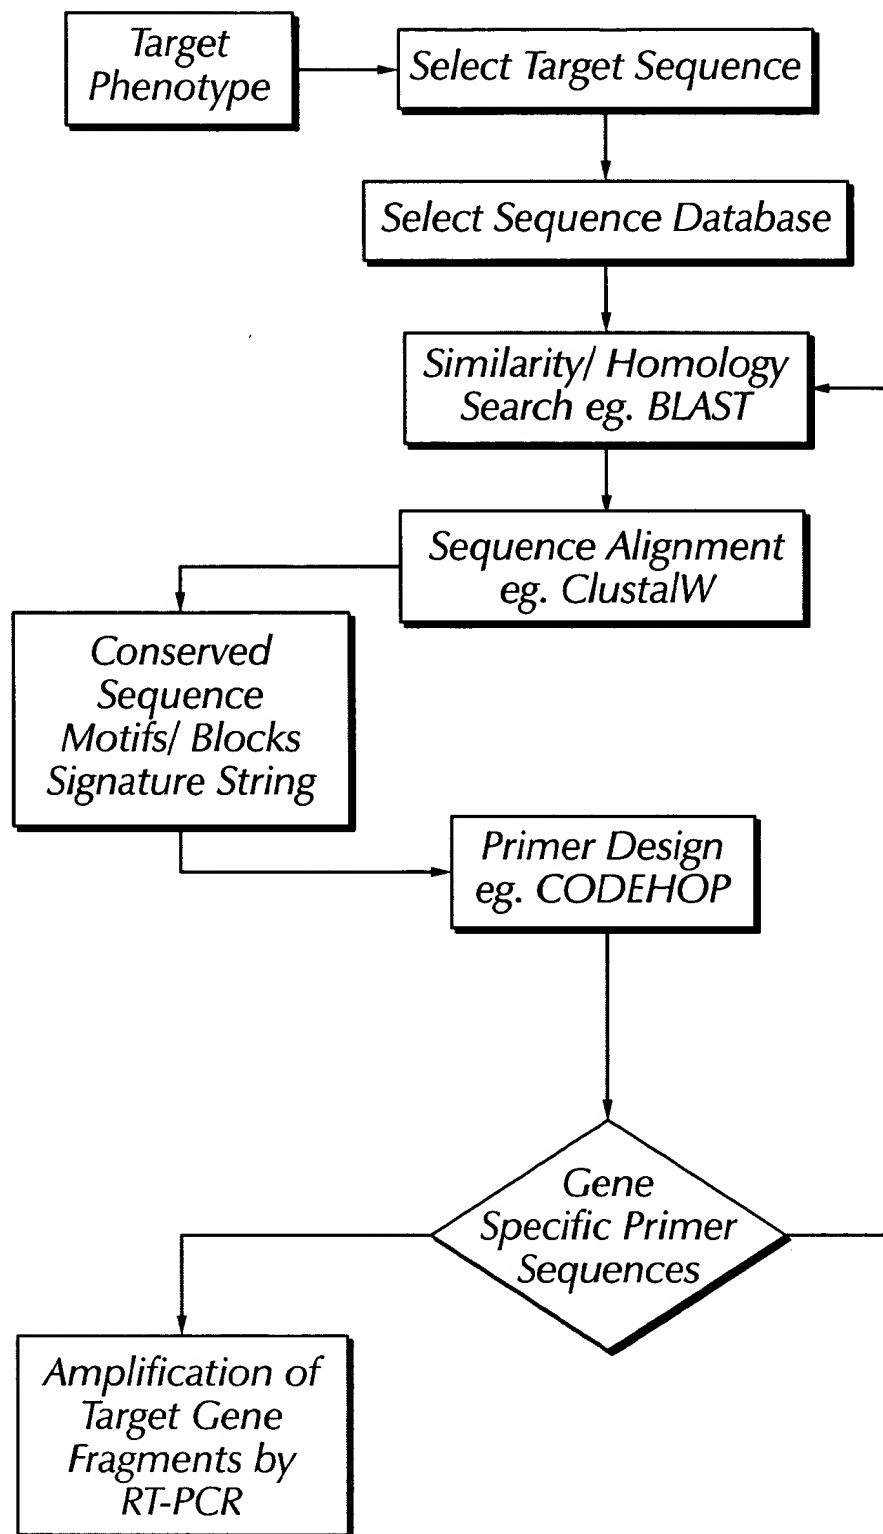 Target
Phenotype
Select Target Sequence
Select Sequence Database
Similarity/ Homology
Search eg. BLAST
Sequence Alignment
eg. ClustalW
Conserved
Sequence
Motifs/ Blocks
Signature String
Primer Design
eg. CODEHOP
Gene
Specific Primer
Sequences
Amplification of
Target Gene
Fragments by
RT-PCR